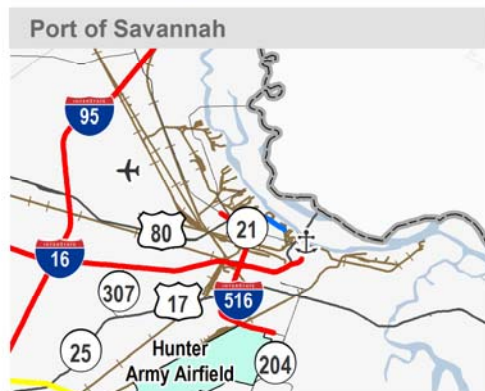 Port of Savannah
INTERSTATE
95
80
21
INTERSTATE
16
307
17
INTERSTATE
516
25
Hunter
Army Airfield
204